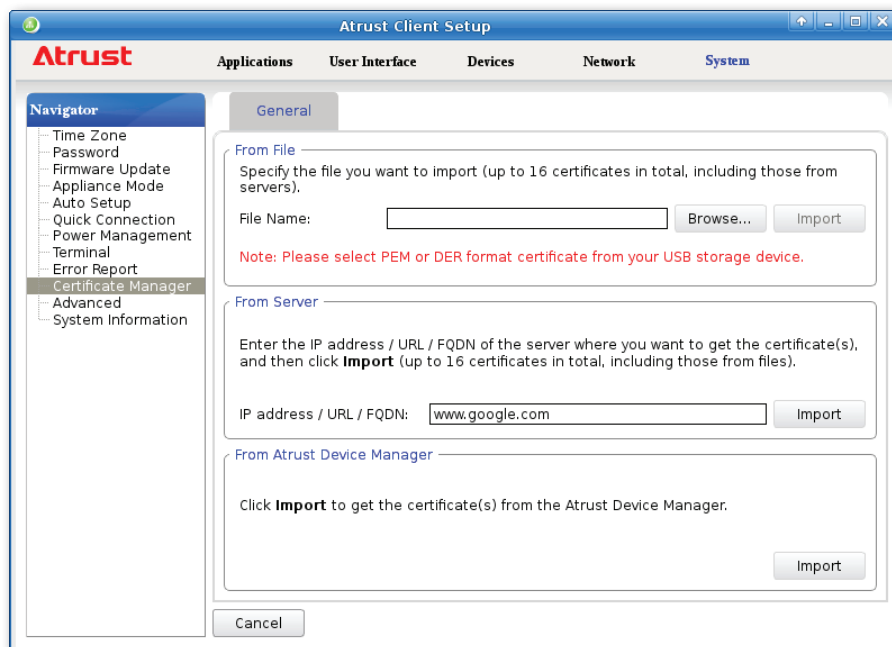 Atrust Client Setup
Atrust
Applications User Interface Devices Network System
Navigator
Time Zone
Password
Firmware Update
Appliance Mode
Auto Setup
Quick Connection
Power Management
Terminal
Error Report
Certificate Manager
Advanced
System Information
General
From File
Specify the file you want to import (up to 16 certificates in total, including those from
servers).
File Name: Browse... Import
Note: Please select PEM or DER format certificate from your USB storage device.
From Server
Enter the IP address / URL / FQDN of the server where you want to get the certificate(s),
and then click Import (up to 16 certificates in total, including those from files).
IP address / URL / FQDN: www.google.com Import
From Atrust Device Manager
Click Import to get the certificate(s) from the Atrust Device Manager.
Import
Cancel